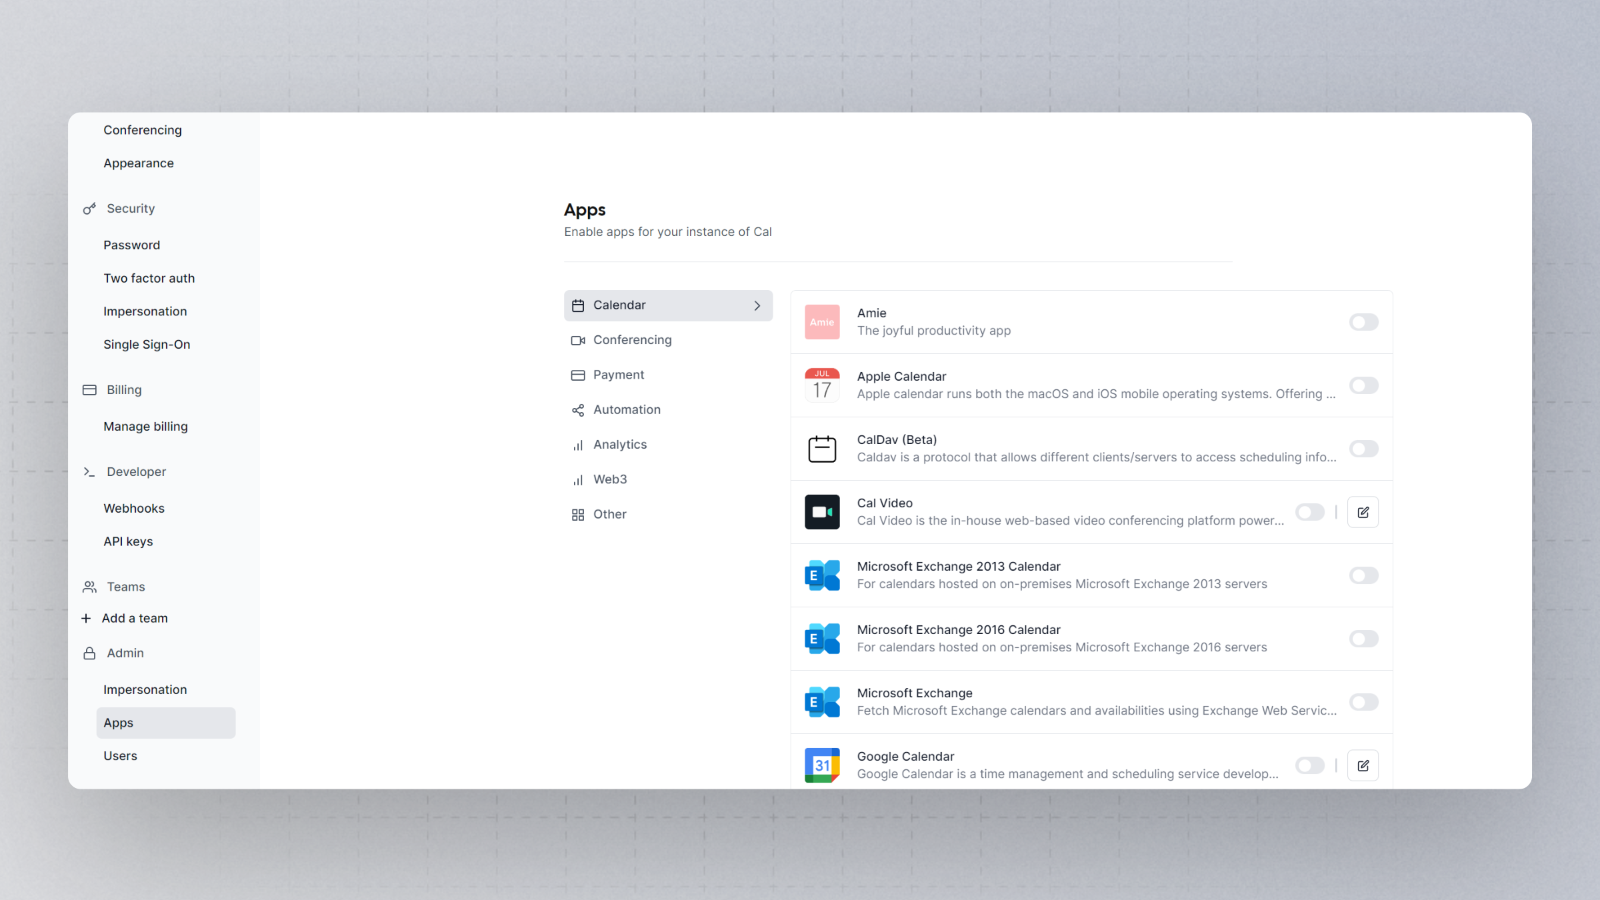 Conferencing
Appearance
Security
Password
Two factor auth
Impersonation
Single Sign-On
Billing
Manage billing
Developer
Webhooks
API keys
Teams
Add a team
Admin
Impersonation
Apps
Users
Apps
Enable apps for your instance of Cal
Calendar
Conferencing
Payment
Automation
Analytics
Web3
Other
Amie
Amie
The joyful productivity app
JUL
17
Apple Calendar
Apple calendar runs both the macOS and iOS mobile operating systems. Offering ...
CalDav (Beta)
Caldav is a protocol that allows different clients/servers to access scheduling info...
Cal Video
Cal Video is the in-house web-based video conferencing platform power...
E
Microsoft Exchange 2013 Calendar
For calendars hosted on on-premises Microsoft Exchange 2013 servers
E
Microsoft Exchange 2016 Calendar
For calendars hosted on on-premises Microsoft Exchange 2016 servers
E
Microsoft Exchange
Fetch Microsoft Exchange calendars and availabilities using Exchange Web Servic...
31
Google Calendar
Google Calendar is a time management and scheduling service develop...